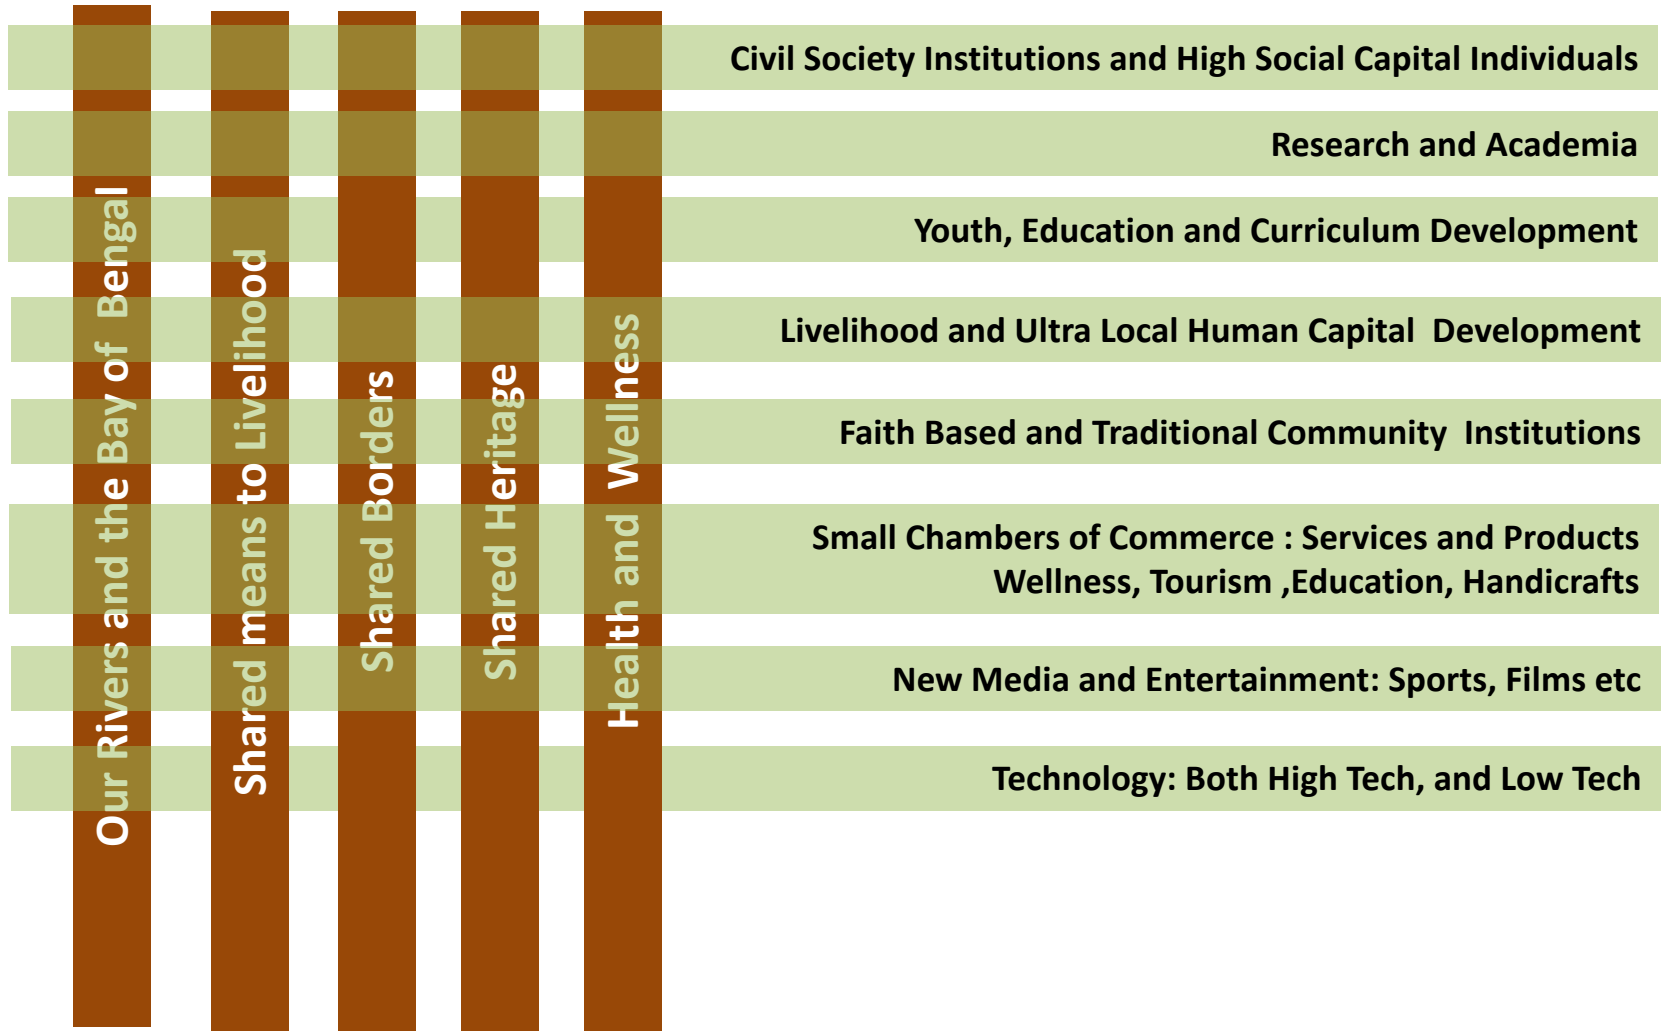 Civil Society Institutions and High Social Capital Individuals
Research and Academia
Youth, Education and Curriculum Development
Livelihood and Ultra Local Human Capital  Development
Faith Based and Traditional Community  Institutions
Small Chambers of Commerce : Services and Products
Wellness, Tourism ,Education, Handicrafts
New Media and Entertainment: Sports, Films etc
Technology: Both High Tech, and Low Tech
Our Rivers and the Bay of  Bengal
Shared means to Livelihood
Shared Borders
Shared Heritage
Health and  Wellness